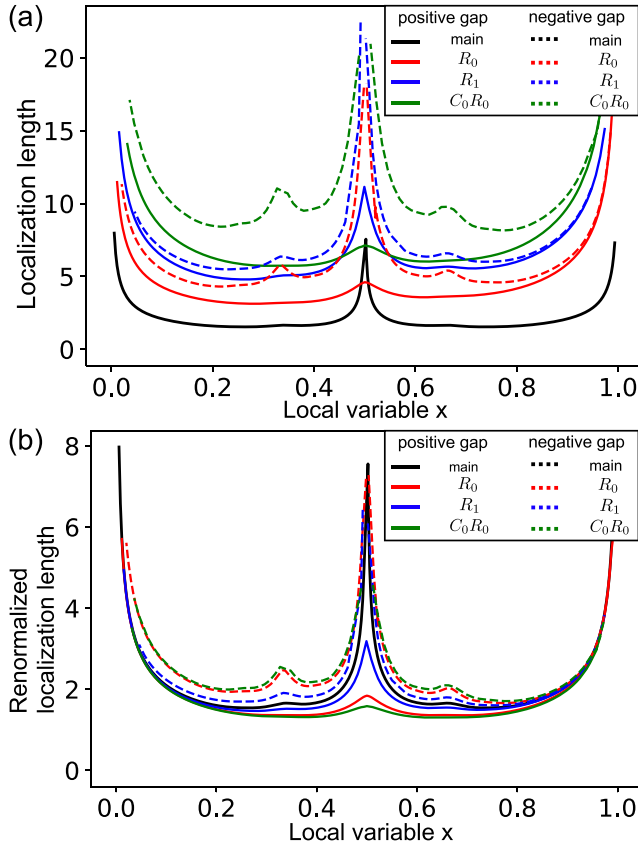 (a)
positive gap negative gap
main main
R0 R0
R1 R1
C0R0 C0R0
Localization length
20
15
10
5
0
0.0 0.2 0.4 0.6 0.8 1.0
Local variable x
(b)
positive gap negative gap
main main
R0 R0
R1 R1
C0R0 C0R0
Renormalized
localization length
8
6
4
2
0
0.0 0.2 0.4 0.6 0.8 1.0
Local variable x